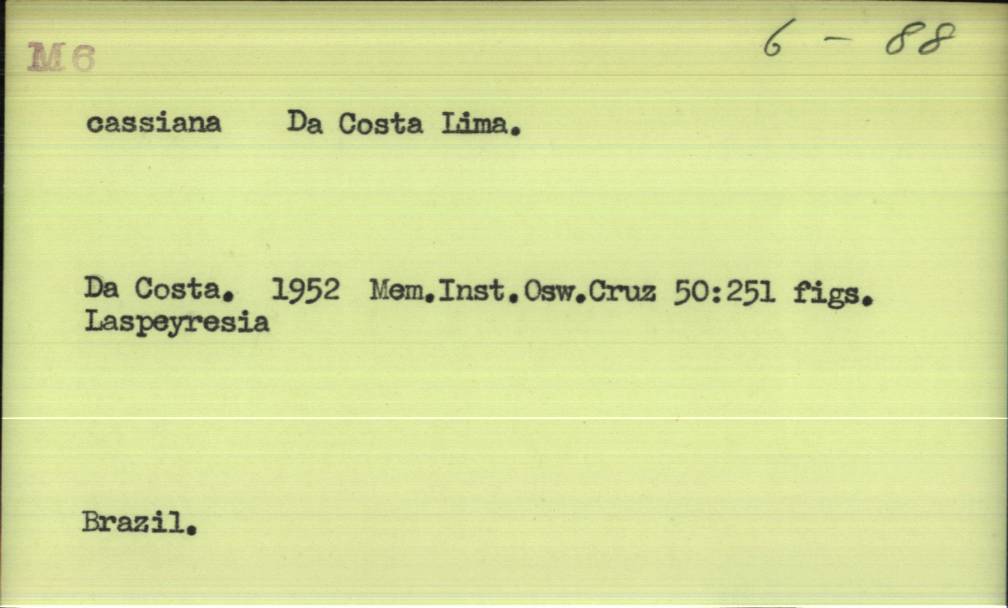 M6
6 - 88
cassiana Da Costa Lima.
Da Costa. 1952 Mem.Inst.Osw.Cruz 50:251 figs.
Laspeyresia
Brazil.